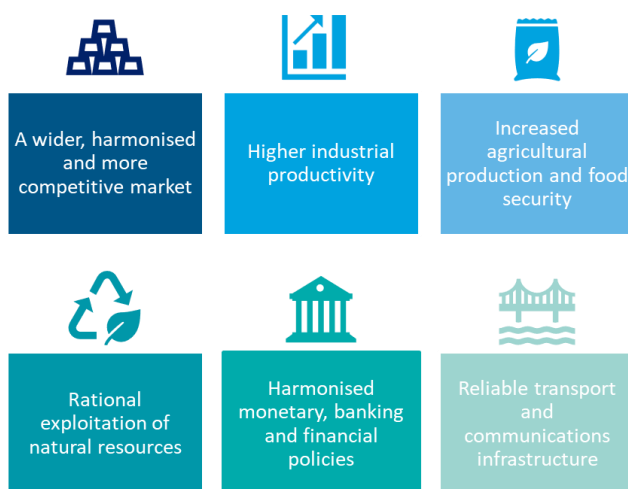 A wider, harmonised
and more
competitive market
Higher industrial
productivity
Increased
agricultural
production and food
security
Rational
exploitation of
natural resources
Harmonised
monetary, banking
and financial
policies
Reliable transport
and
communications
infrastructure